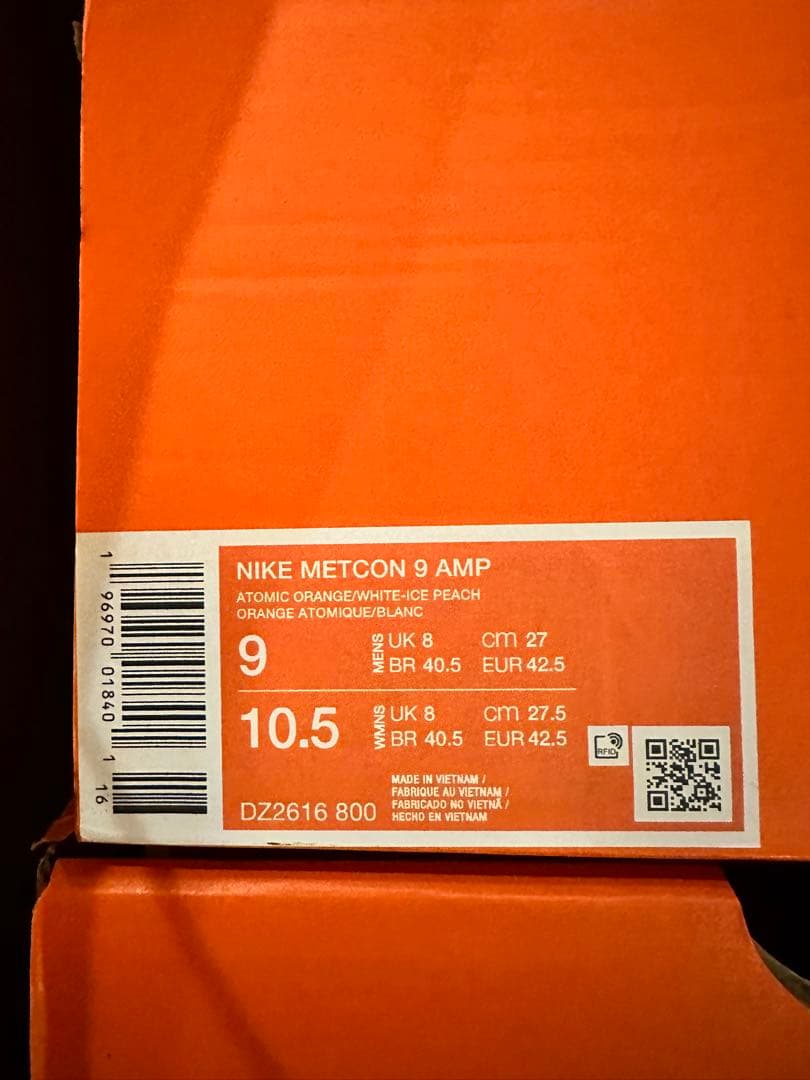 NIKE METCON 9 AMP
ATOMIC ORANGE/WHITE-ICE PEACH
ORANGE ATOMIQUE/BLANC
9 MENS UK 8 cm 27
BR 40.5 EUR 42.5
10.5 WMNS UK 8 cm 27.5
BR 40.5 EUR 42.5
RFID
MADE IN VIETNAM /
FABRIQUE AU VIETNAM /
FABRICADO NO VIETNÃ /
HECHO EN VIETNAM
DZ2616 800
1 96970 01840 1 16